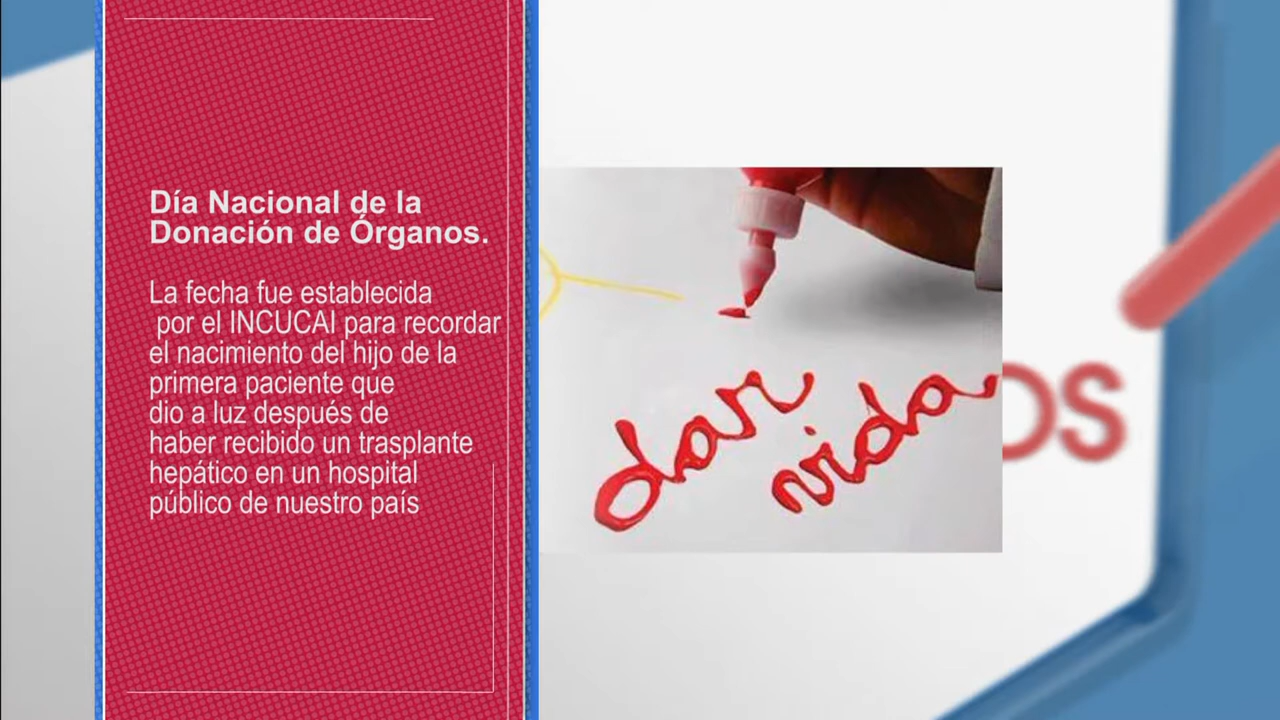 Día Nacional de la
Donación de Órganos.
La fecha fue establecida
por el INCUCAI para recordar
el nacimiento del hijo de la
primera paciente que
dio a luz después de
haber recibido un trasplante
hepático en un hospital
público de nuestro país
dar
vida
OS